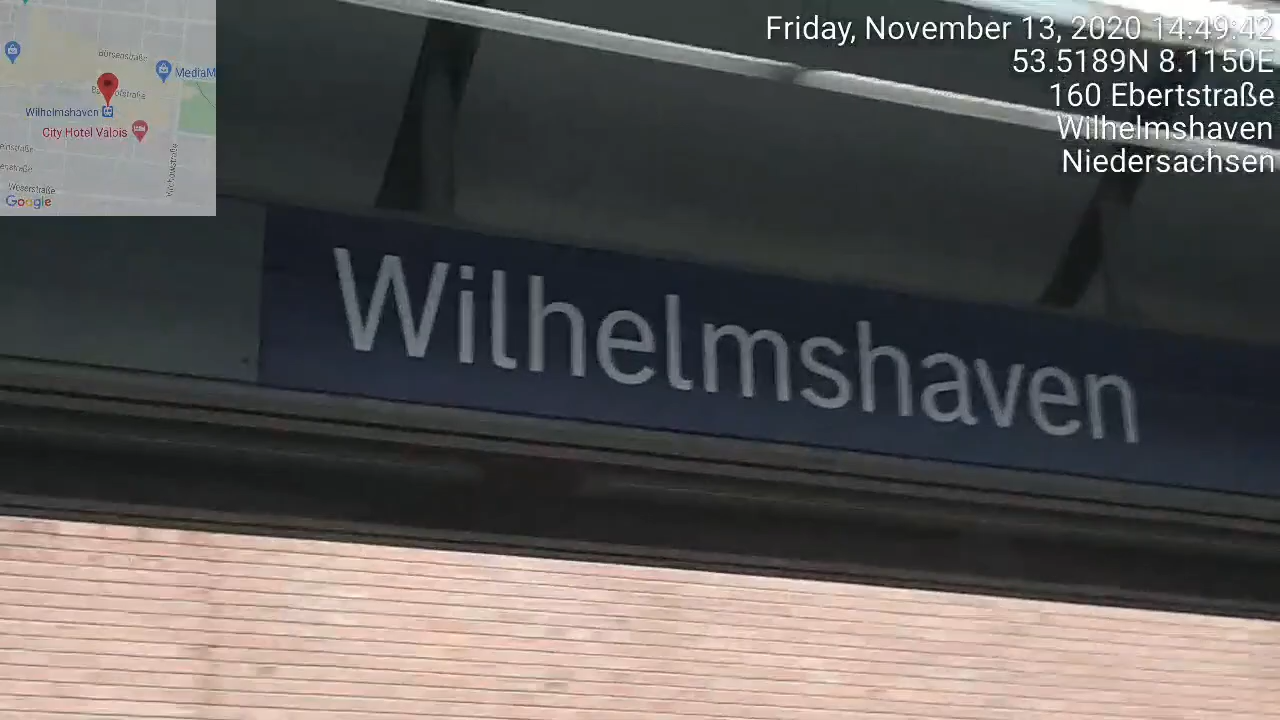 Friday, November 13, 2020 14:49:42
53.5189N 8.1150E
160 Ebertstraße
Wilhelmshaven
Niedersachsen
Börsenstraße
MediaM
Wilhelmshaven
City Hotel Valois
Weserstraße
Google
Wilhelmshaven